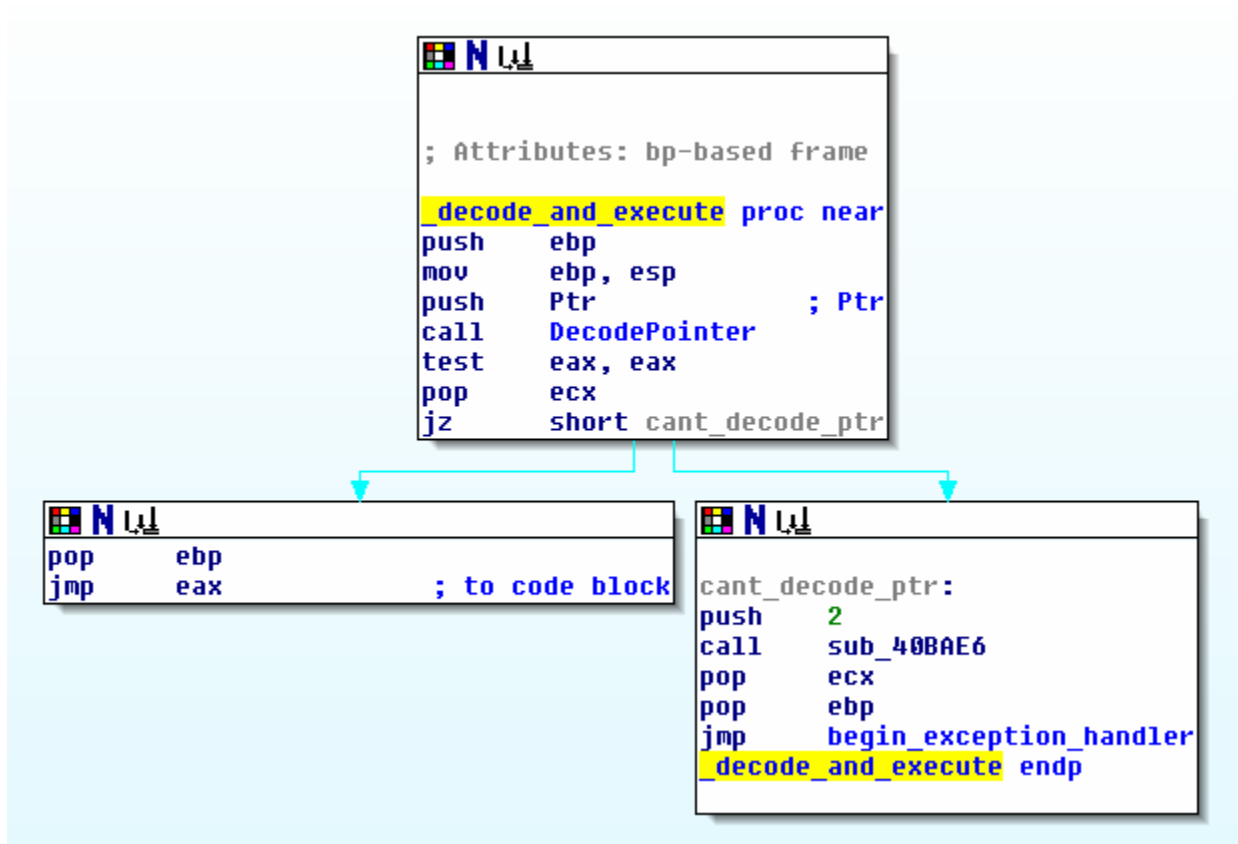 ; Attributes: bp-based frame
_decode_and_execute proc near
push ebp
mov ebp, esp
push Ptr ; Ptr
call DecodePointer
test eax, eax
pop ecx
jz short cant_decode_ptr
pop ebp
jmp eax ; to code block
cant_decode_ptr:
push 2
call sub_40BAE6
pop ecx
pop ebp
jmp begin_exception_handler
_decode_and_execute endp